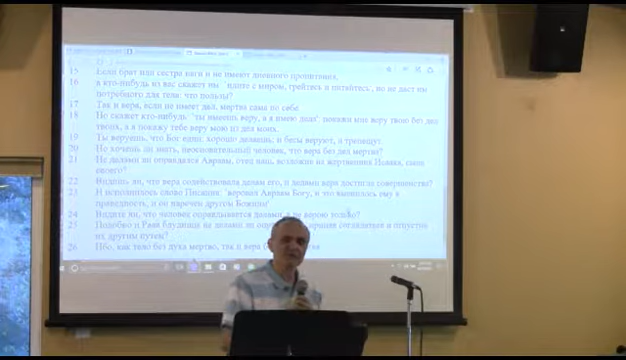 15 Если брат или сестра наги и не имеют дневного пропитания,
16 а кто-нибудь из вас скажет им: "идите с миром, грейтесь и питайтесь", но не даст им
потребного для тела: что пользы?
17 Так и вера, если не имеет дел, мертва сама по себе.
18 Но скажет кто-нибудь: "ты имеешь веру, а я имею дела": покажи мне веру твою без дел
твоих, а я покажу тебе веру мою из дел моих.
19 Ты веруешь, что Бог един: хорошо делаешь; и бесы веруют, и трепещут.
20 Но хочешь ли знать, неосновательный человек, что вера без дел мертва?
21 Не делами ли оправдался Авраам, отец наш, возложив на жертвенник Исаака, сына
своего?
22 Видишь ли, что вера содействовала делам его, и делами вера достигла совершенства?
23 И исполнилось слово Писания: "веровал Авраам Богу, и это вменилось ему в
праведность, и он наречен другом Божиим".
24 Видите ли, что человек оправдывается делами, а не верою только?
25 Подобно и Раав блудница не делами ли соглядатаев и отпустив
их другим путем?
26 Ибо, как тело без духа мертво, так и вера